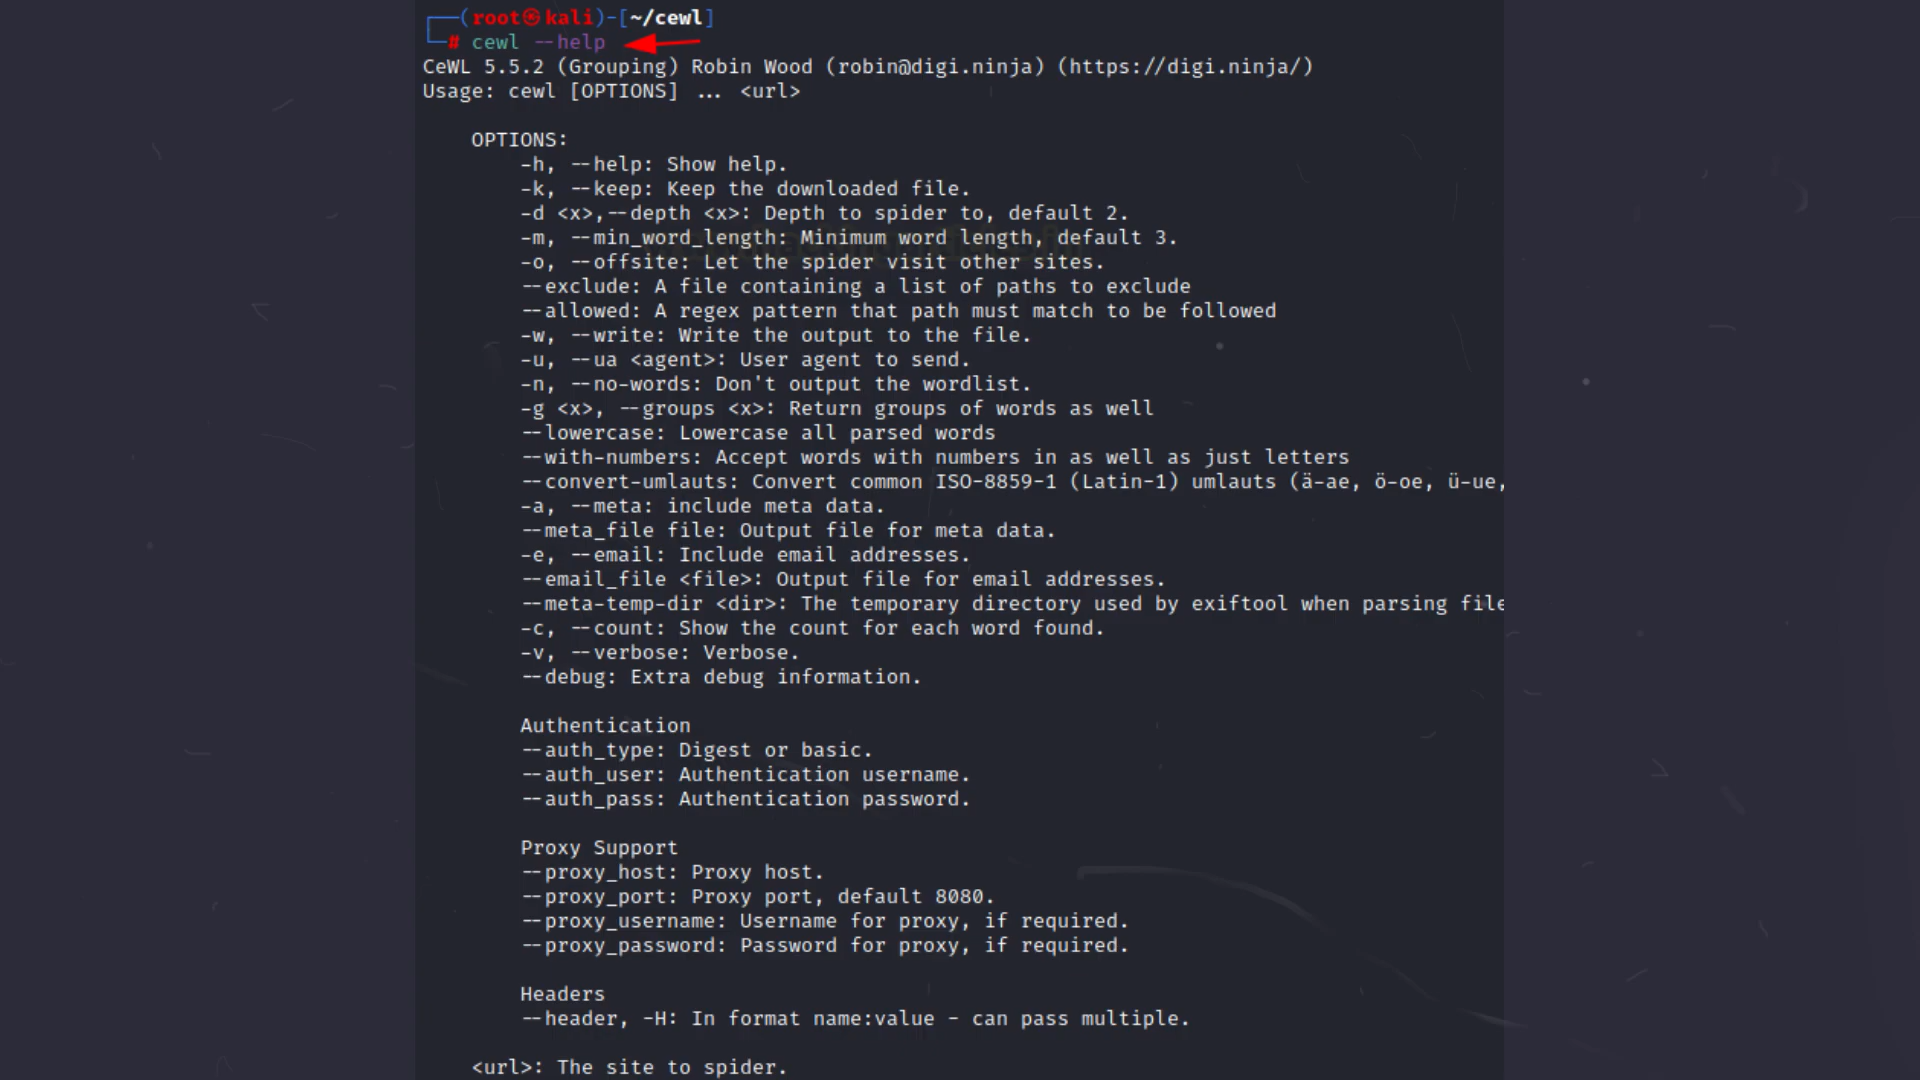 ┌──(root㉿kali)-[~/cewl]
└─# cewl --help
CeWL 5.5.2 (Grouping) Robin Wood (robin@digi.ninja) (https://digi.ninja/)
Usage: cewl [OPTIONS] ... <url>
OPTIONS:
-h, --help: Show help.
-k, --keep: Keep the downloaded file.
-d <x>,--depth <x>: Depth to spider to, default 2.
-m, --min_word_length: Minimum word length, default 3.
-o, --offsite: Let the spider visit other sites.
--exclude: A file containing a list of paths to exclude
--allowed: A regex pattern that path must match to be followed
-w, --write: Write the output to the file.
-u, --ua <agent>: User agent to send.
-n, --no-words: Don't output the wordlist.
-g <x>, --groups <x>: Return groups of words as well
--lowercase: Lowercase all parsed words
--with-numbers: Accept words with numbers in as well as just letters
--convert-umlauts: Convert common ISO-8859-1 (Latin-1) umlauts (ä-ae, ö-oe, ü-ue,
-a, --meta: include meta data.
--meta_file file: Output file for meta data.
-e, --email: Include email addresses.
--email_file <file>: Output file for email addresses.
--meta-temp-dir <dir>: The temporary directory used by exiftool when parsing file
-c, --count: Show the count for each word found.
-v, --verbose: Verbose.
--debug: Extra debug information.
Authentication
--auth_type: Digest or basic.
--auth_user: Authentication username.
--auth_pass: Authentication password.
Proxy Support
--proxy_host: Proxy host.
--proxy_port: Proxy port, default 8080.
--proxy_username: Username for proxy, if required.
--proxy_password: Password for proxy, if required.
Headers
--header, -H: In format name:value - can pass multiple.
<url>: The site to spider.